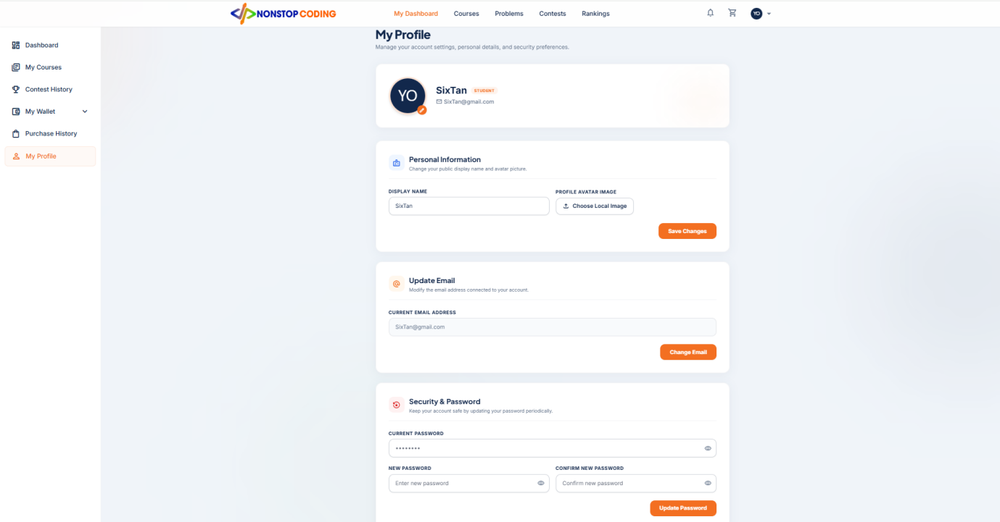 NONSTOP CODING
My Dashboard
Courses
Problems
Contests
Rankings
YO
Dashboard
My Courses
Contest History
My Wallet
Purchase History
My Profile
My Profile
Manage your account settings, personal details, and security preferences.
YO
SixTan STUDENT
SixTan@gmail.com
Personal Information
Change your public display name and avatar picture.
DISPLAY NAME
SixTan
PROFILE AVATAR IMAGE
Choose Local Image
Save Changes
Update Email
Modify the email address connected to your account.
CURRENT EMAIL ADDRESS
SixTan@gmail.com
Change Email
Security & Password
Keep your account safe by updating your password periodically.
CURRENT PASSWORD
••••••••
NEW PASSWORD
Enter new password
CONFIRM NEW PASSWORD
Confirm new password
Update Password